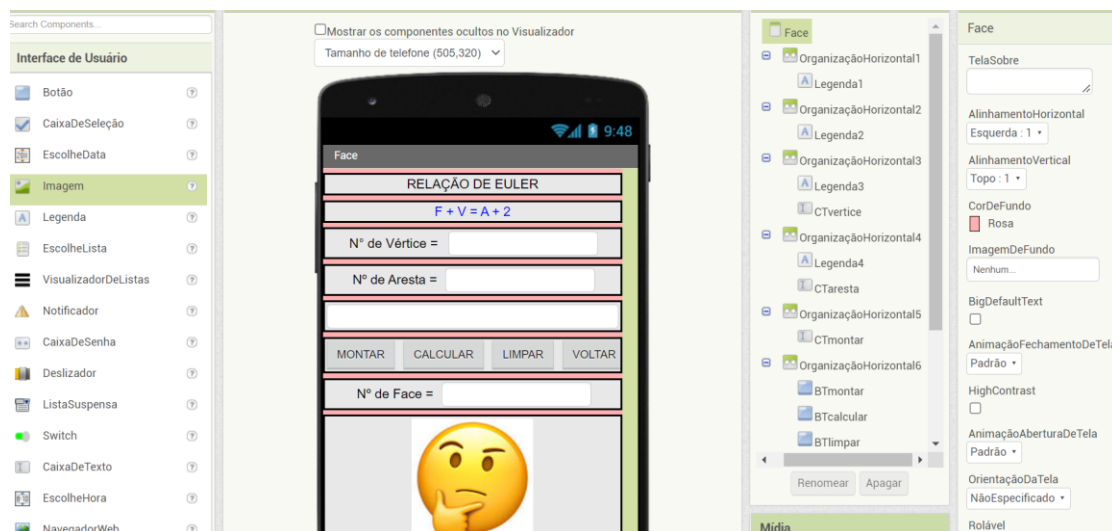 Search Components...
Interface de Usuário
Botão
CaixaDeSeleção
EscolheData
Imagem
Legenda
EscolheLista
VisualizadorDeListas
Notificador
CaixaDeSenha
Deslizador
ListaSuspensa
Switch
CaixaDeTexto
EscolheHora
NavegadorWeb
Mostrar os componentes ocultos no Visualizador
Tamanho de telefone (505,320)
9:48
Face
RELAÇÃO DE EULER
F + V = A + 2
N° de Vértice =
Nº de Aresta =
MONTAR CALCULAR LIMPAR VOLTAR
Nº de Face =
Face
OrganizaçãoHorizontal1
Legenda1
OrganizaçãoHorizontal2
Legenda2
OrganizaçãoHorizontal3
Legenda3
CTvertice
OrganizaçãoHorizontal4
Legenda4
CTaresta
OrganizaçãoHorizontal5
CTmontar
OrganizaçãoHorizontal6
BTmontar
BTcalcular
BTlimpar
Renomear Apagar
Mídia
Face
TelaSobre
AlinhamentoHorizontal
Esquerda : 1
AlinhamentoVertical
Topo : 1
CorDeFundo
Rosa
ImagemDeFundo
Nenhum...
BigDefaultText
AnimaçãoFechamentoDeTela
Padrão
HighContrast
AnimaçãoAberturaDeTela
Padrão
OrientaçãoDaTela
NãoEspecificado
Rolável